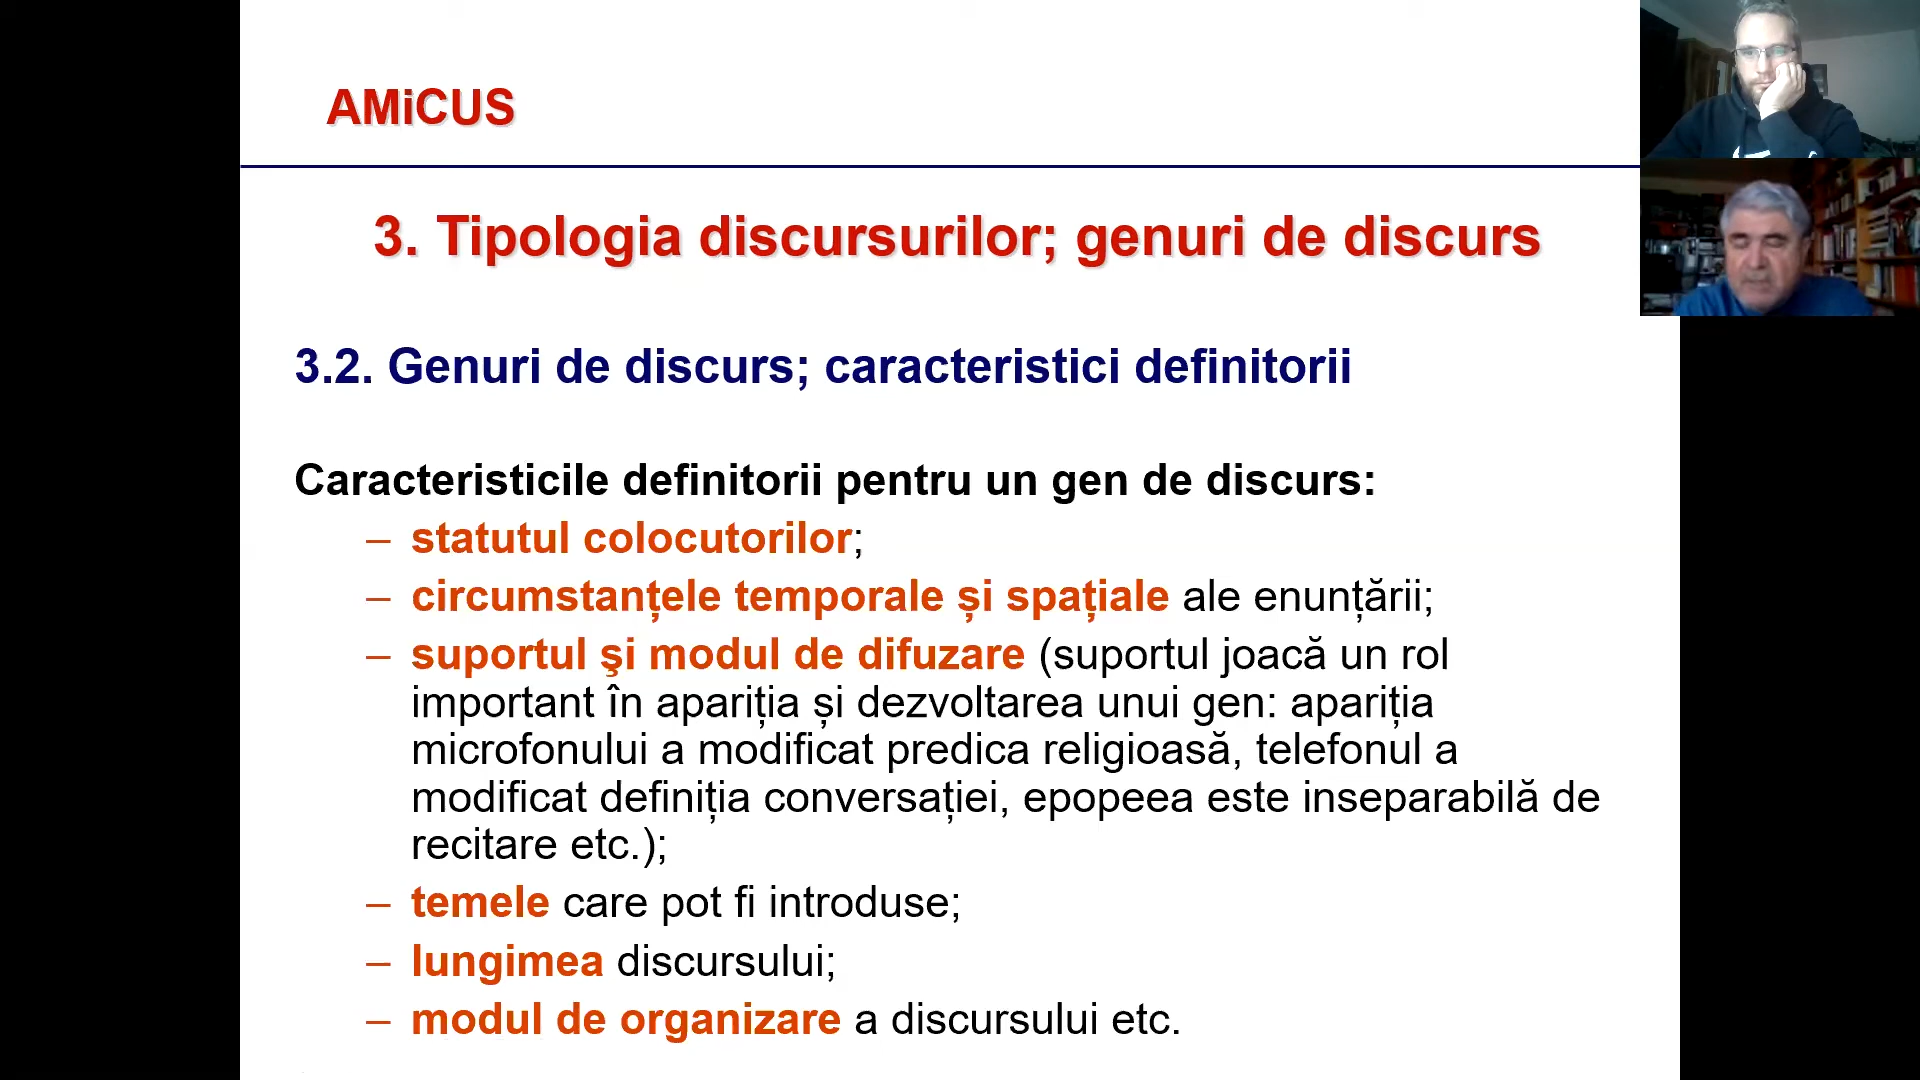 AMiCUS
3. Tipologia discursurilor; genuri de discurs
3.2. Genuri de discurs; caracteristici definitorii
Caracteristicile definitorii pentru un gen de discurs:
– statutul colocutorilor;
– circumstanțele temporale și spațiale ale enunțării;
– suportul şi modul de difuzare (suportul joacă un rol
important în apariția și dezvoltarea unui gen: apariția
microfonului a modificat predica religioasă, telefonul a
modificat definiția conversației, epopeea este inseparabilă de
recitare etc.);
– temele care pot fi introduse;
– lungimea discursului;
– modul de organizare a discursului etc.